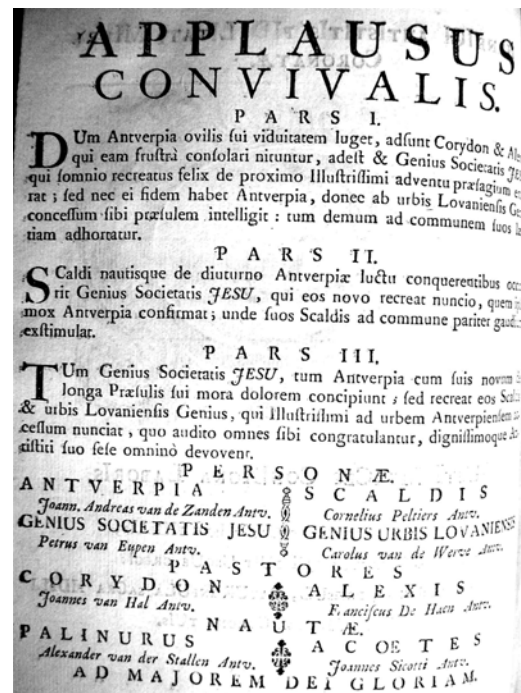 APPLAUSUS
CONVIVALIS.
PARS I.
DUm Antverpia ovilis sui viduitatem luget, adsunt Corydon &
qui eam frustrà consolari nituntur, adest & Genius Societatis
qui somnio recreatus felix de proximo Illustrissimi adventu præsagium
rat ; sed nec ei fidem habet Antverpia, donec ab urbis Lovaniensis
concessum sibi præsulem intelligit : tum demum ad communem suos
tiam adhortatur.
PARS II.
SCaldi nautisque de diuturno Antverpiæ luctu conquerentibus
rit Genius Societatis JESU, qui eos novo recreat nuncio, quem
mox Antverpia confirmat ; unde suos Scaldis ad commune pariter
exstimulat.
PARS III.
TUm Genius Societatis JESU, tum Antverpia cum suis
longa Præsulis sui mora dolorem concipiunt ; sed recreat eos
& urbis Lovaniensis Genius, qui Illustrissimi ad urbem Antverpiensem
cessum nunciat , quo audito omnes sibi congratulantur, dignissimoque
tistiti suo sese omninò devovent.
PERSONÆ.
ANTVERPIA SCALDIS
Joann. Andreas van de Zanden Antv. Cornelius Peltiers Antv.
GENIUS SOCIETATIS JESU GENIUS URBIS LOVANIENSIS
Petrus van Eupen Antv. Carolus van de Werve Antv.
PASTORES
CORYDON ALEXIS
Joannes van Hal Antv. Franciscus De Haen Antv.
NAUTÆ.
PALINURUS ACOETES
Alexander van der Stallen Antv. Joannes Sicotti Antv.
AD MAJOREM DEI GLORIAM.